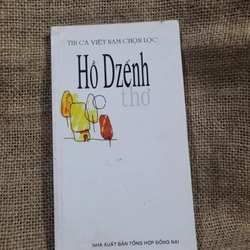 THI CA VIỆT NAM CHỌN LỌC
Hồ Dzếnh
thơ
NHÀ XUẤT BẢN TỔNG HỢP ĐỒNG NAI